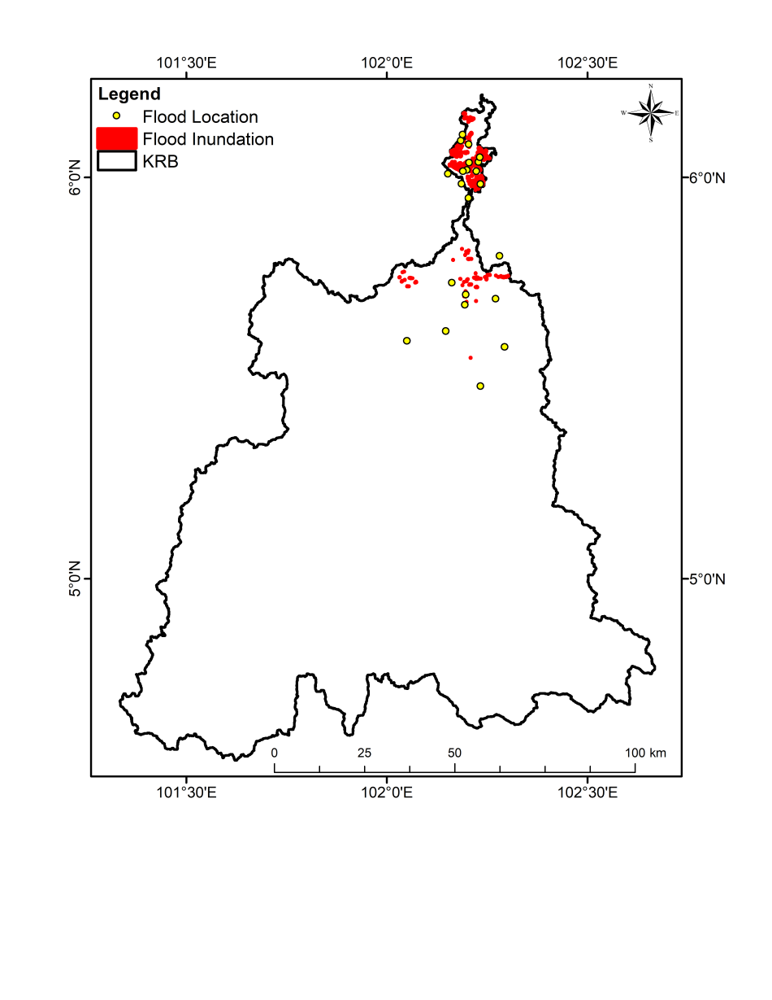 101°30'E 102°0'E 102°30'E
Legend
Flood Location
Flood Inundation
KRB
N
W E
S
6°0'N 6°0'N
5°0'N 5°0'N
0 25 50 100 km
101°30'E 102°0'E 102°30'E